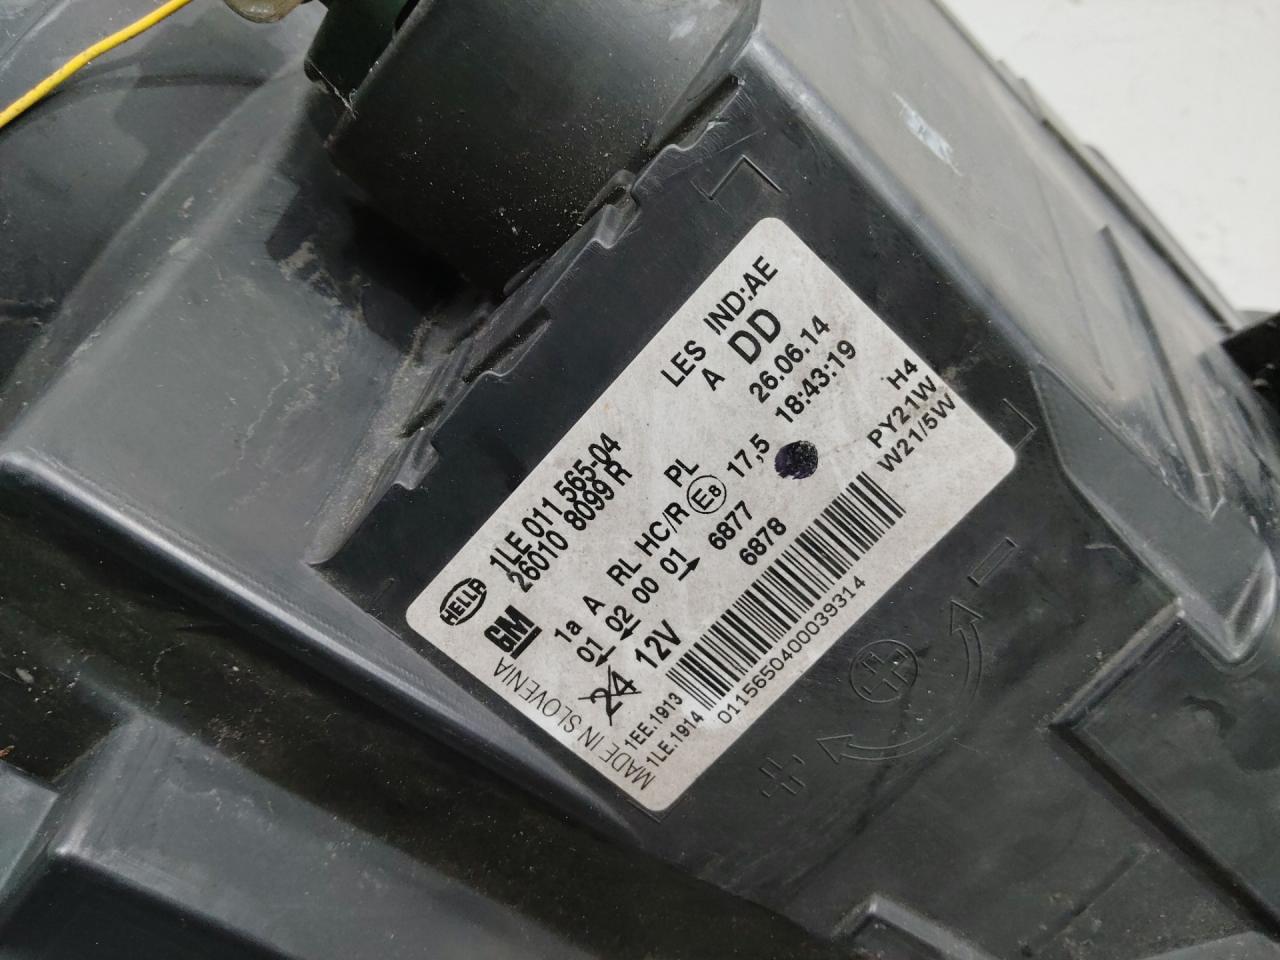 HELLA
1LE 011 565-04
26010 8099 R
LES IND:AE
A DD
26.06.14
18:43:19
GM
1a A RL HC/R PL
01 02 00 01 E8 17,5
6877
6878
H4
PY21W
W21/5W
24 12V
MADE IN SLOVENIA
1EE.1913
1LE.1914
01156504000039314